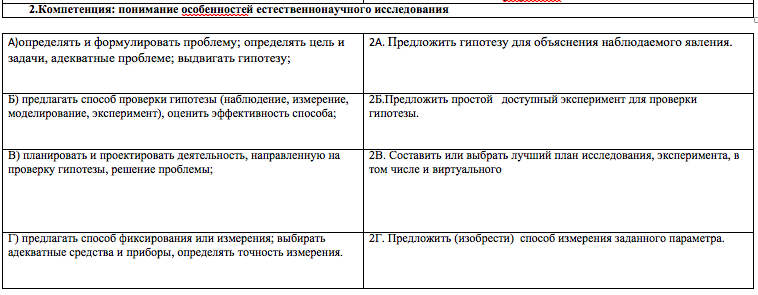 2.Компетенция: понимание особенностей естественнонаучного исследования
А)определять и формулировать проблему; определять цель и
задачи, адекватные проблеме; выдвигать гипотезу;
2А. Предложить гипотезу для объяснения наблюдаемого явления.
Б) предлагать способ проверки гипотезы (наблюдение, измерение,
моделирование, эксперимент), оценить эффективность способа;
2Б.Предложить простой доступный эксперимент для проверки
гипотезы.
В) планировать и проектировать деятельность, направленную на
проверку гипотезы, решение проблемы;
2В. Составить или выбрать лучший план исследования, эксперимента, в
том числе и виртуального
Г) предлагать способ фиксирования или измерения; выбирать
адекватные средства и приборы, определять точность измерения.
2Г. Предложить (изобрести) способ измерения заданного параметра.